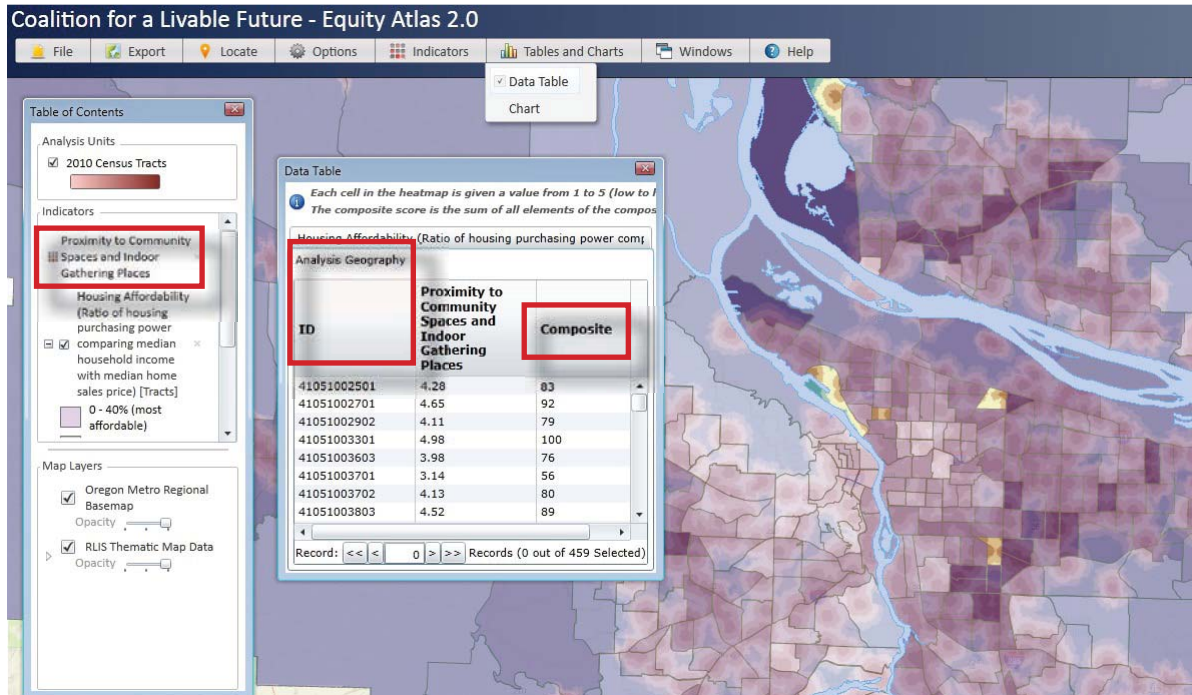 Coalition for a Livable Future - Equity Atlas 2.0
File Export Locate Options Indicators Tables and Charts Windows Help
Data Table
Chart
Table of Contents
Analysis Units
2010 Census Tracts
Indicators
Proximity to Community
Spaces and Indoor
Gathering Places
Housing Affordability
(Ratio of housing
purchasing power
comparing median
household income
with median home
sales price) [Tracts]
0 - 40% (most
affordable)
Map Layers
Oregon Metro Regional
Basemap
Opacity
RLIS Thematic Map Data
Opacity
Data Table
Each cell in the heatmap is given a value from 1 to 5 (low to
The composite score is the sum of all elements of the compos
Housing Affordability (Ratio of housing purchasing power comp
Analysis Geography
ID
Proximity to
Community
Spaces and
Indoor
Gathering
Places
Composite
41051002501 4.28 83
41051002701 4.65 92
41051002902 4.11 79
41051003301 4.98 100
41051003603 3.98 76
41051003701 3.14 56
41051003702 4.13 80
41051003803 4.52 89
Record: << < 0 > >> Records (0 out of 459 Selected)